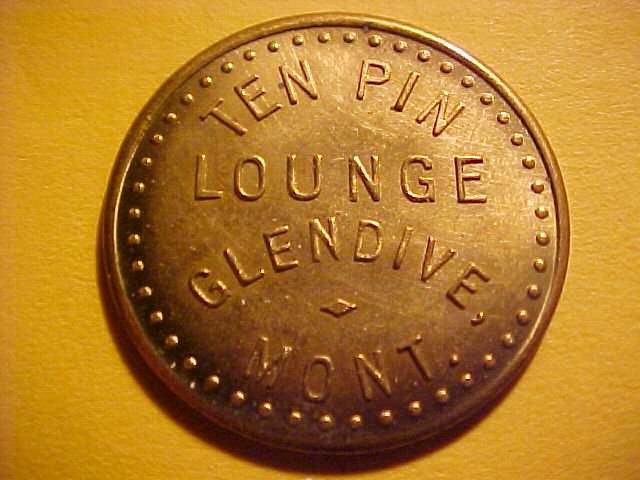 TEN PIN
LOUNGE
GLENDIVE,
MONT.